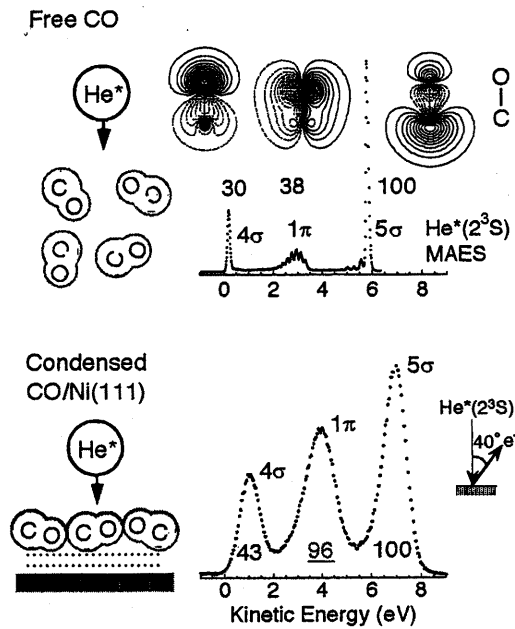 Free CO
He*
O
C
C O
O C
C O
O C
30 38 100
4σ 1π 5σ He*(2³S)
MAES
0 2 4 6 8
Condensed
CO/Ni(111)
He*
C O C O O C
5σ
1π
4σ
He*(2³S)
40° e⁻
43 96 100
0 2 4 6 8
Kinetic Energy (eV)